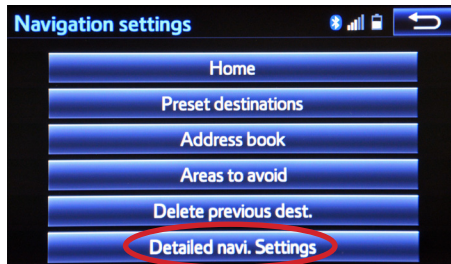 Navigation settings
Home
Preset destinations
Address book
Areas to avoid
Delete previous dest.
Detailed navi. Settings